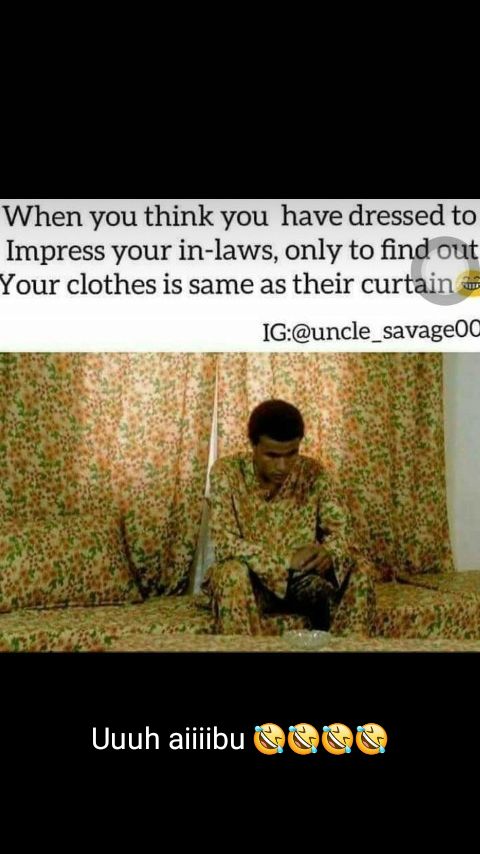 When you think you have dressed to
Impress your in-laws, only to find out
Your clothes is same as their curtain😁
IG:@uncle_savage00
Uuuh aiiiibu 🤣🤣🤣🤣